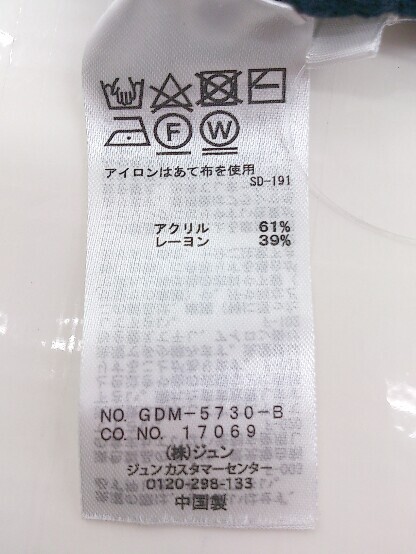 F W
アイロンはあて布を使用
SD-191
アクリル 61%
レーヨン 39%
NO. GDM-5730-B
CO. NO. 17069
(株)ジュン
ジュンカスタマーセンター
0120-298-133
中国製